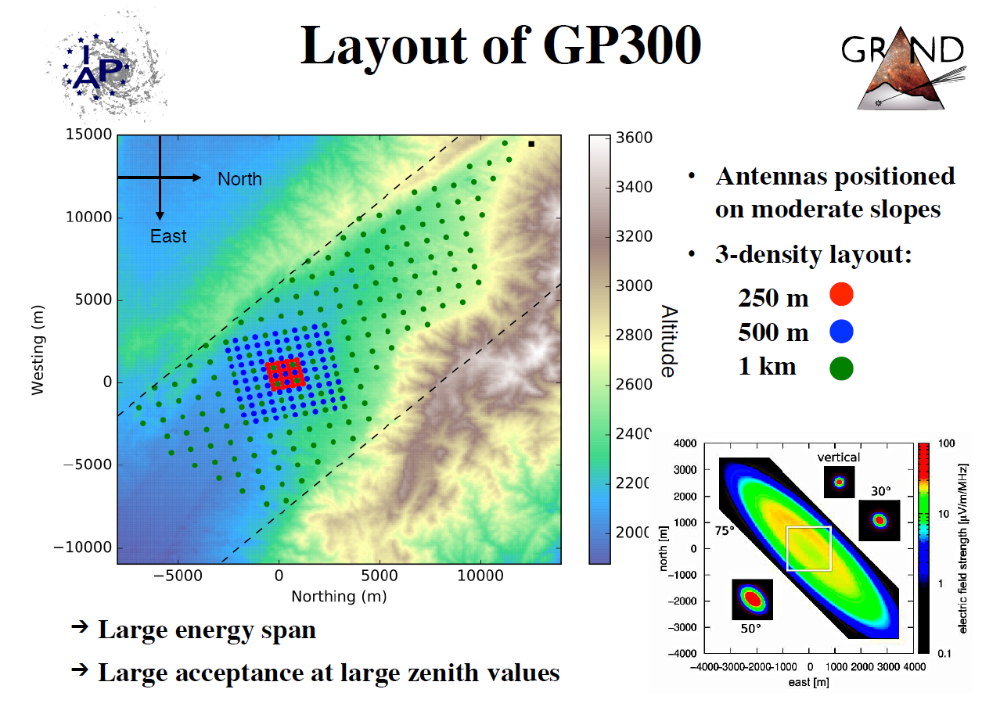 Layout of GP300
IAP
GRAND
15000
10000
5000
0
−5000
−10000
Westing (m)
North
East
−5000
0
5000
10000
Northing (m)
3600
3400
3200
3000
2800
2600
2400
2200
2000
Altitude
• Antennas positioned
on moderate slopes
• 3-density layout:
250 m
500 m
1 km
4000
3000
2000
1000
0
−1000
−2000
−3000
−4000
north [m]
vertical
30°
75°
50°
−4000−3000−2000−1000 0 1000 2000 3000 4000
east [m]
100
10
1
0.1
electric field strength [µV/m/MHz]
➔ Large energy span
➔ Large acceptance at large zenith values